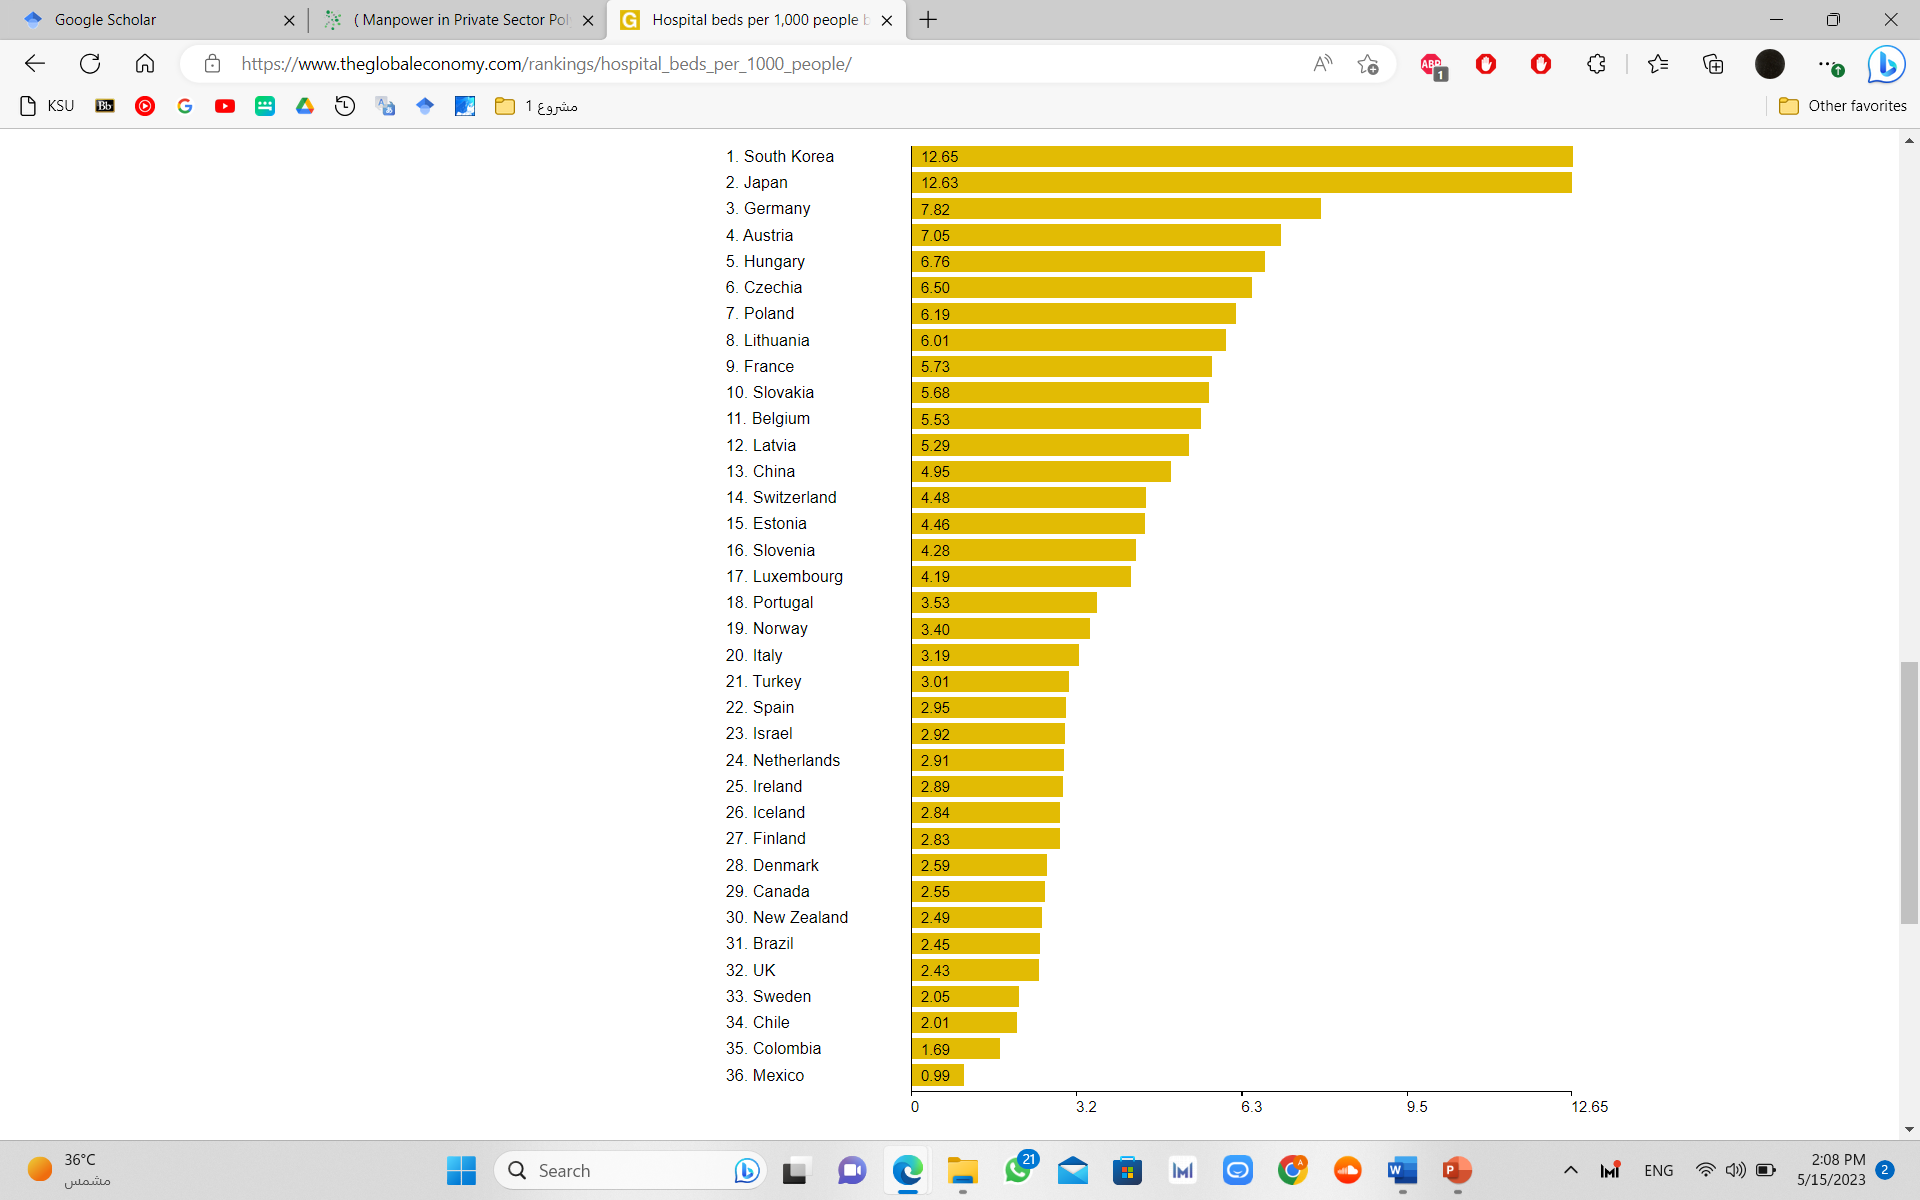 Google Scholar
( Manpower in Private Sector Pol
Hospital beds per 1,000 people b
https://www.theglobaleconomy.com/rankings/hospital_beds_per_1000_people/
ABP 1
KSU
Bb
مشروع 1
Other favorites
1. South Korea 12.65
2. Japan 12.63
3. Germany 7.82
4. Austria 7.05
5. Hungary 6.76
6. Czechia 6.50
7. Poland 6.19
8. Lithuania 6.01
9. France 5.73
10. Slovakia 5.68
11. Belgium 5.53
12. Latvia 5.29
13. China 4.95
14. Switzerland 4.48
15. Estonia 4.46
16. Slovenia 4.28
17. Luxembourg 4.19
18. Portugal 3.53
19. Norway 3.40
20. Italy 3.19
21. Turkey 3.01
22. Spain 2.95
23. Israel 2.92
24. Netherlands 2.91
25. Ireland 2.89
26. Iceland 2.84
27. Finland 2.83
28. Denmark 2.59
29. Canada 2.55
30. New Zealand 2.49
31. Brazil 2.45
32. UK 2.43
33. Sweden 2.05
34. Chile 2.01
35. Colombia 1.69
36. Mexico 0.99
0 3.2 6.3 9.5 12.65
36°C
مشمس
Search
21
ENG
2:08 PM
5/15/2023
2